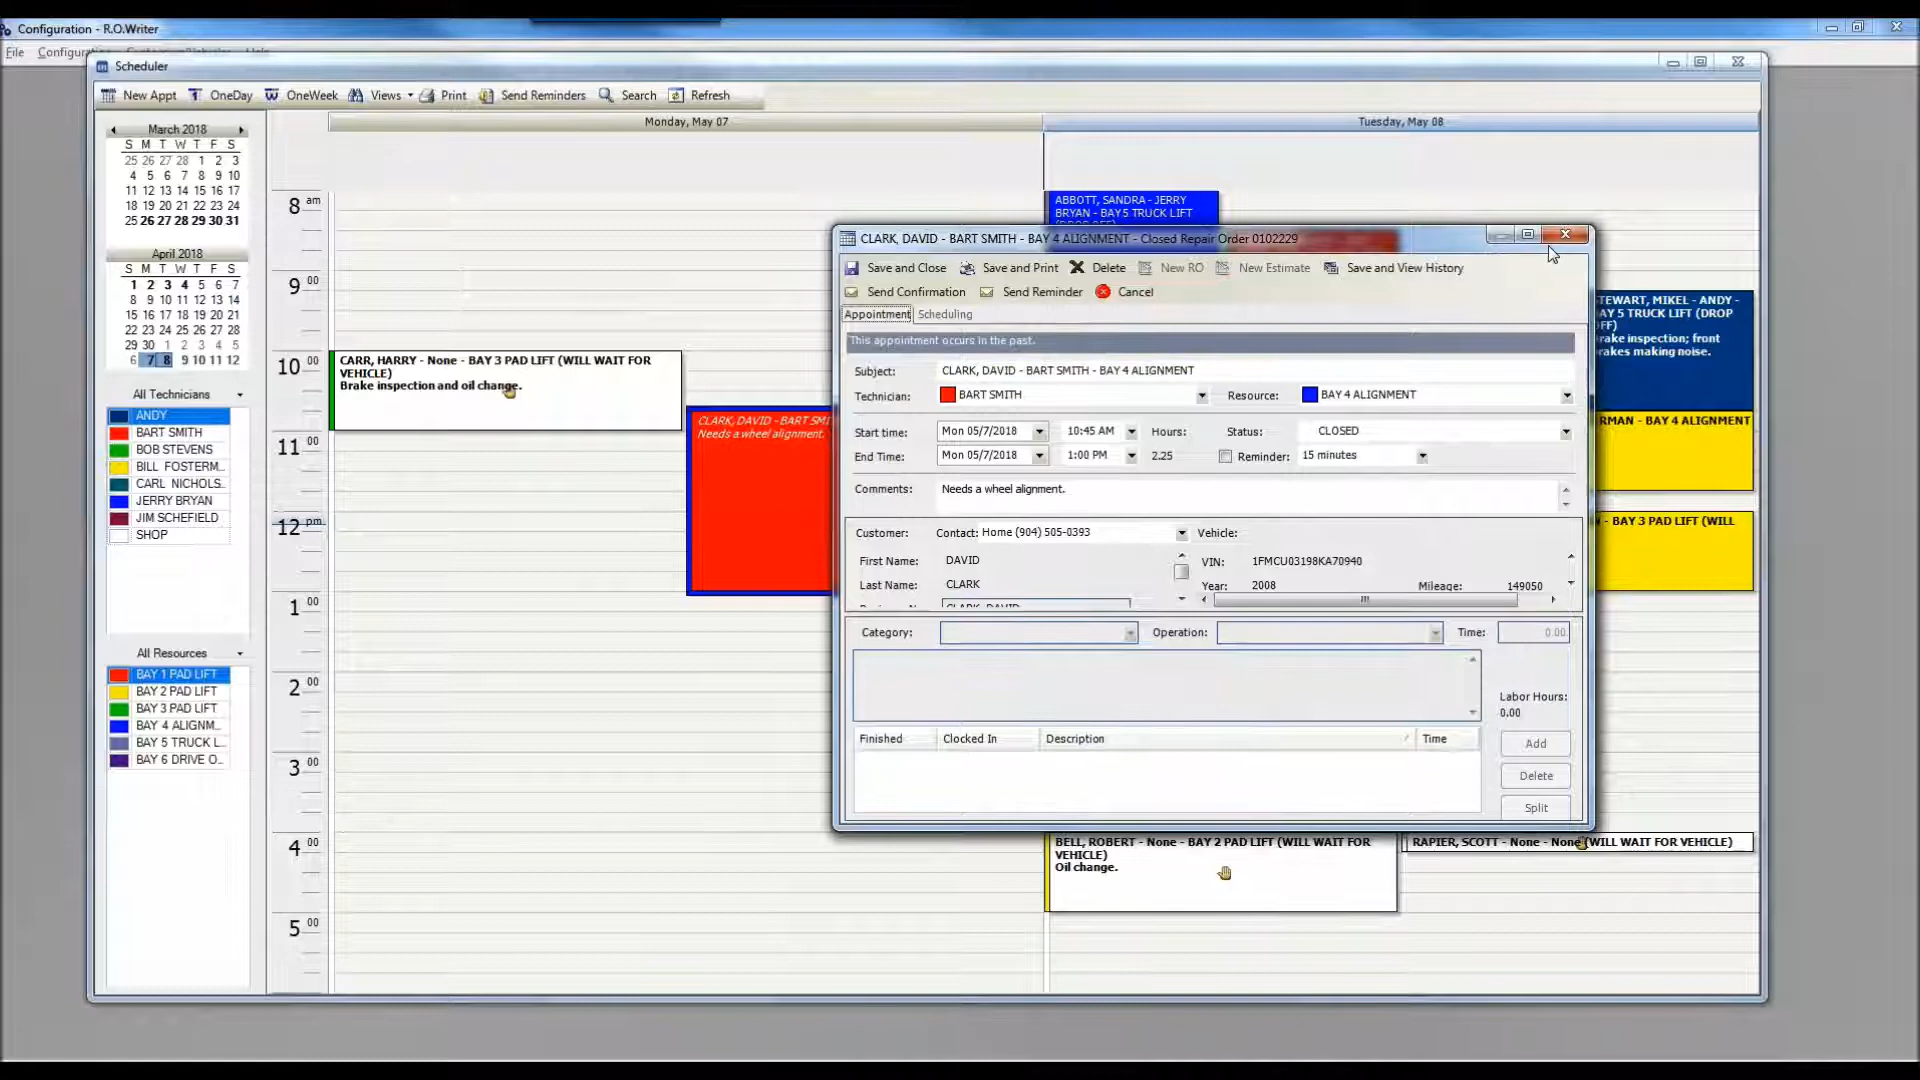 Configuration - R.O.Writer
File
Scheduler
New Appt OneDay OneWeek Views Print Send Reminders Search Refresh
March 2018
S M T W T F S
25 26 27 28 1 2 3
4 5 6 7 8 9 10
11 12 13 14 15 16 17
18 19 20 21 22 23 24
25 26 27 28 29 30 31
April 2018
S M T W T F S
1 2 3 4 5 6 7
8 9 10 11 12 13 14
15 16 17 18 19 20 21
22 23 24 25 26 27 28
29 30 1 2 3 4 5
6 7 8 9 10 11 12
All Technicians
ANDY
BART SMITH
BOB STEVENS
BILL FOSTERM...
CARL NICHOLS...
JERRY BRYAN
JIM SCHEFIELD
SHOP
All Resources
BAY 1 PAD LIFT
BAY 2 PAD LIFT
BAY 3 PAD LIFT
BAY 4 ALIGNM...
BAY 5 TRUCK L...
BAY 6 DRIVE O...
Monday, May 07
Tuesday, May 08
8 am
9 00
10 00
11 00
12 pm
1 00
2 00
3 00
4 00
5 00
CARR, HARRY - None - BAY 3 PAD LIFT (WILL WAIT FOR
VEHICLE)
Brake inspection and oil change.
CLARK, DAVID - BART SMI
Needs a wheel alignment.
ABBOTT, SANDRA - JERRY
BRYAN - BAY 5 TRUCK LIFT
CLARK, DAVID - BART SMITH - BAY 4 ALIGNMENT - Closed Repair Order 0102229
Save and Close Save and Print Delete New RO New Estimate Save and View History
Send Confirmation Send Reminder Cancel
Appointment Scheduling
This appointment occurs in the past.
Subject: CLARK, DAVID - BART SMITH - BAY 4 ALIGNMENT
Technician: BART SMITH Resource: BAY 4 ALIGNMENT
Start time: Mon 05/7/2018 10:45 AM Hours: Status: CLOSED
End Time: Mon 05/7/2018 1:00 PM 2.25 Reminder: 15 minutes
Comments: Needs a wheel alignment.
Customer: Contact: Home (904) 505-0393 Vehicle:
First Name: DAVID VIN: 1FMCU03198KA70940
Last Name: CLARK Year: 2008 Mileage: 149050
CLARK, DAVID
Category: Operation: Time: 0.00
Labor Hours:
0.00
Finished Clocked In Description Time
Add
Delete
Split
TEWART, MIKEL - ANDY -
AY 5 TRUCK LIFT (DROP
FF)
rake inspection; front
rakes making noise.
RMAN - BAY 4 ALIGNMENT
- BAY 3 PAD LIFT (WILL
BELL, ROBERT - None - BAY 2 PAD LIFT (WILL WAIT FOR
VEHICLE)
Oil change.
RAPIER, SCOTT - None - None (WILL WAIT FOR VEHICLE)